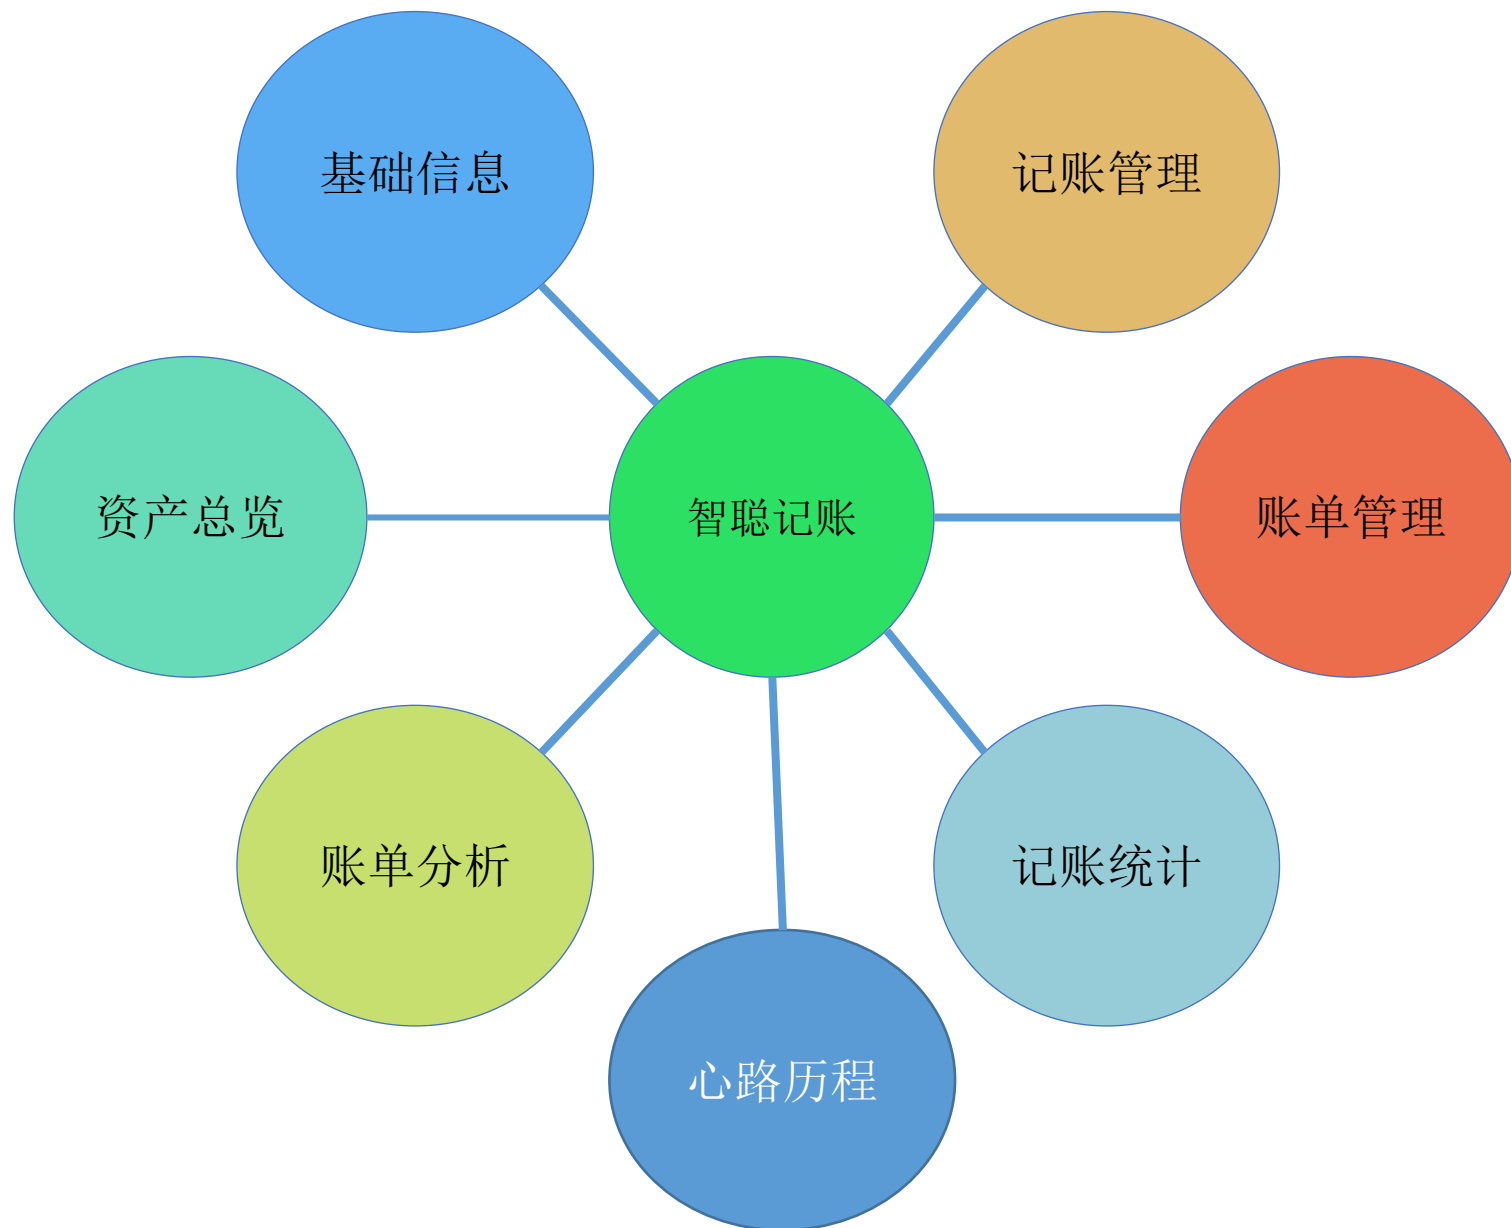 基础信息
记账管理
资产总览
智聪记账
账单管理
账单分析
记账统计
心路历程